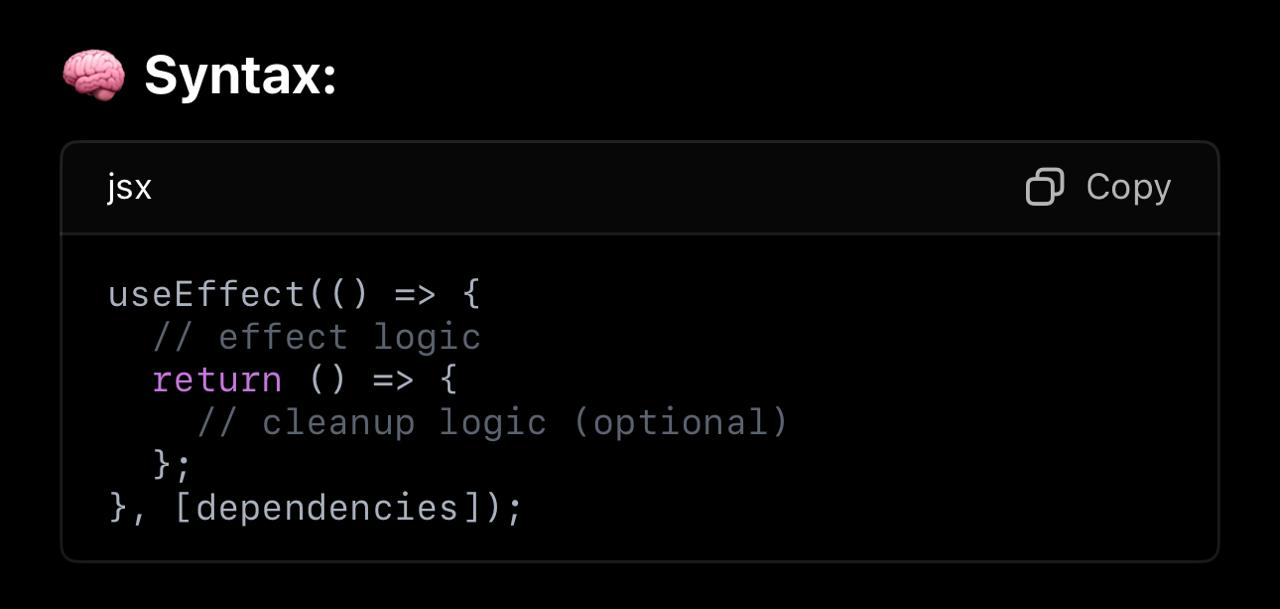 🧠 Syntax:
jsx
Copy
useEffect(() => {
  // effect logic
  return () => {
    // cleanup logic (optional)
  };
}, [dependencies]);